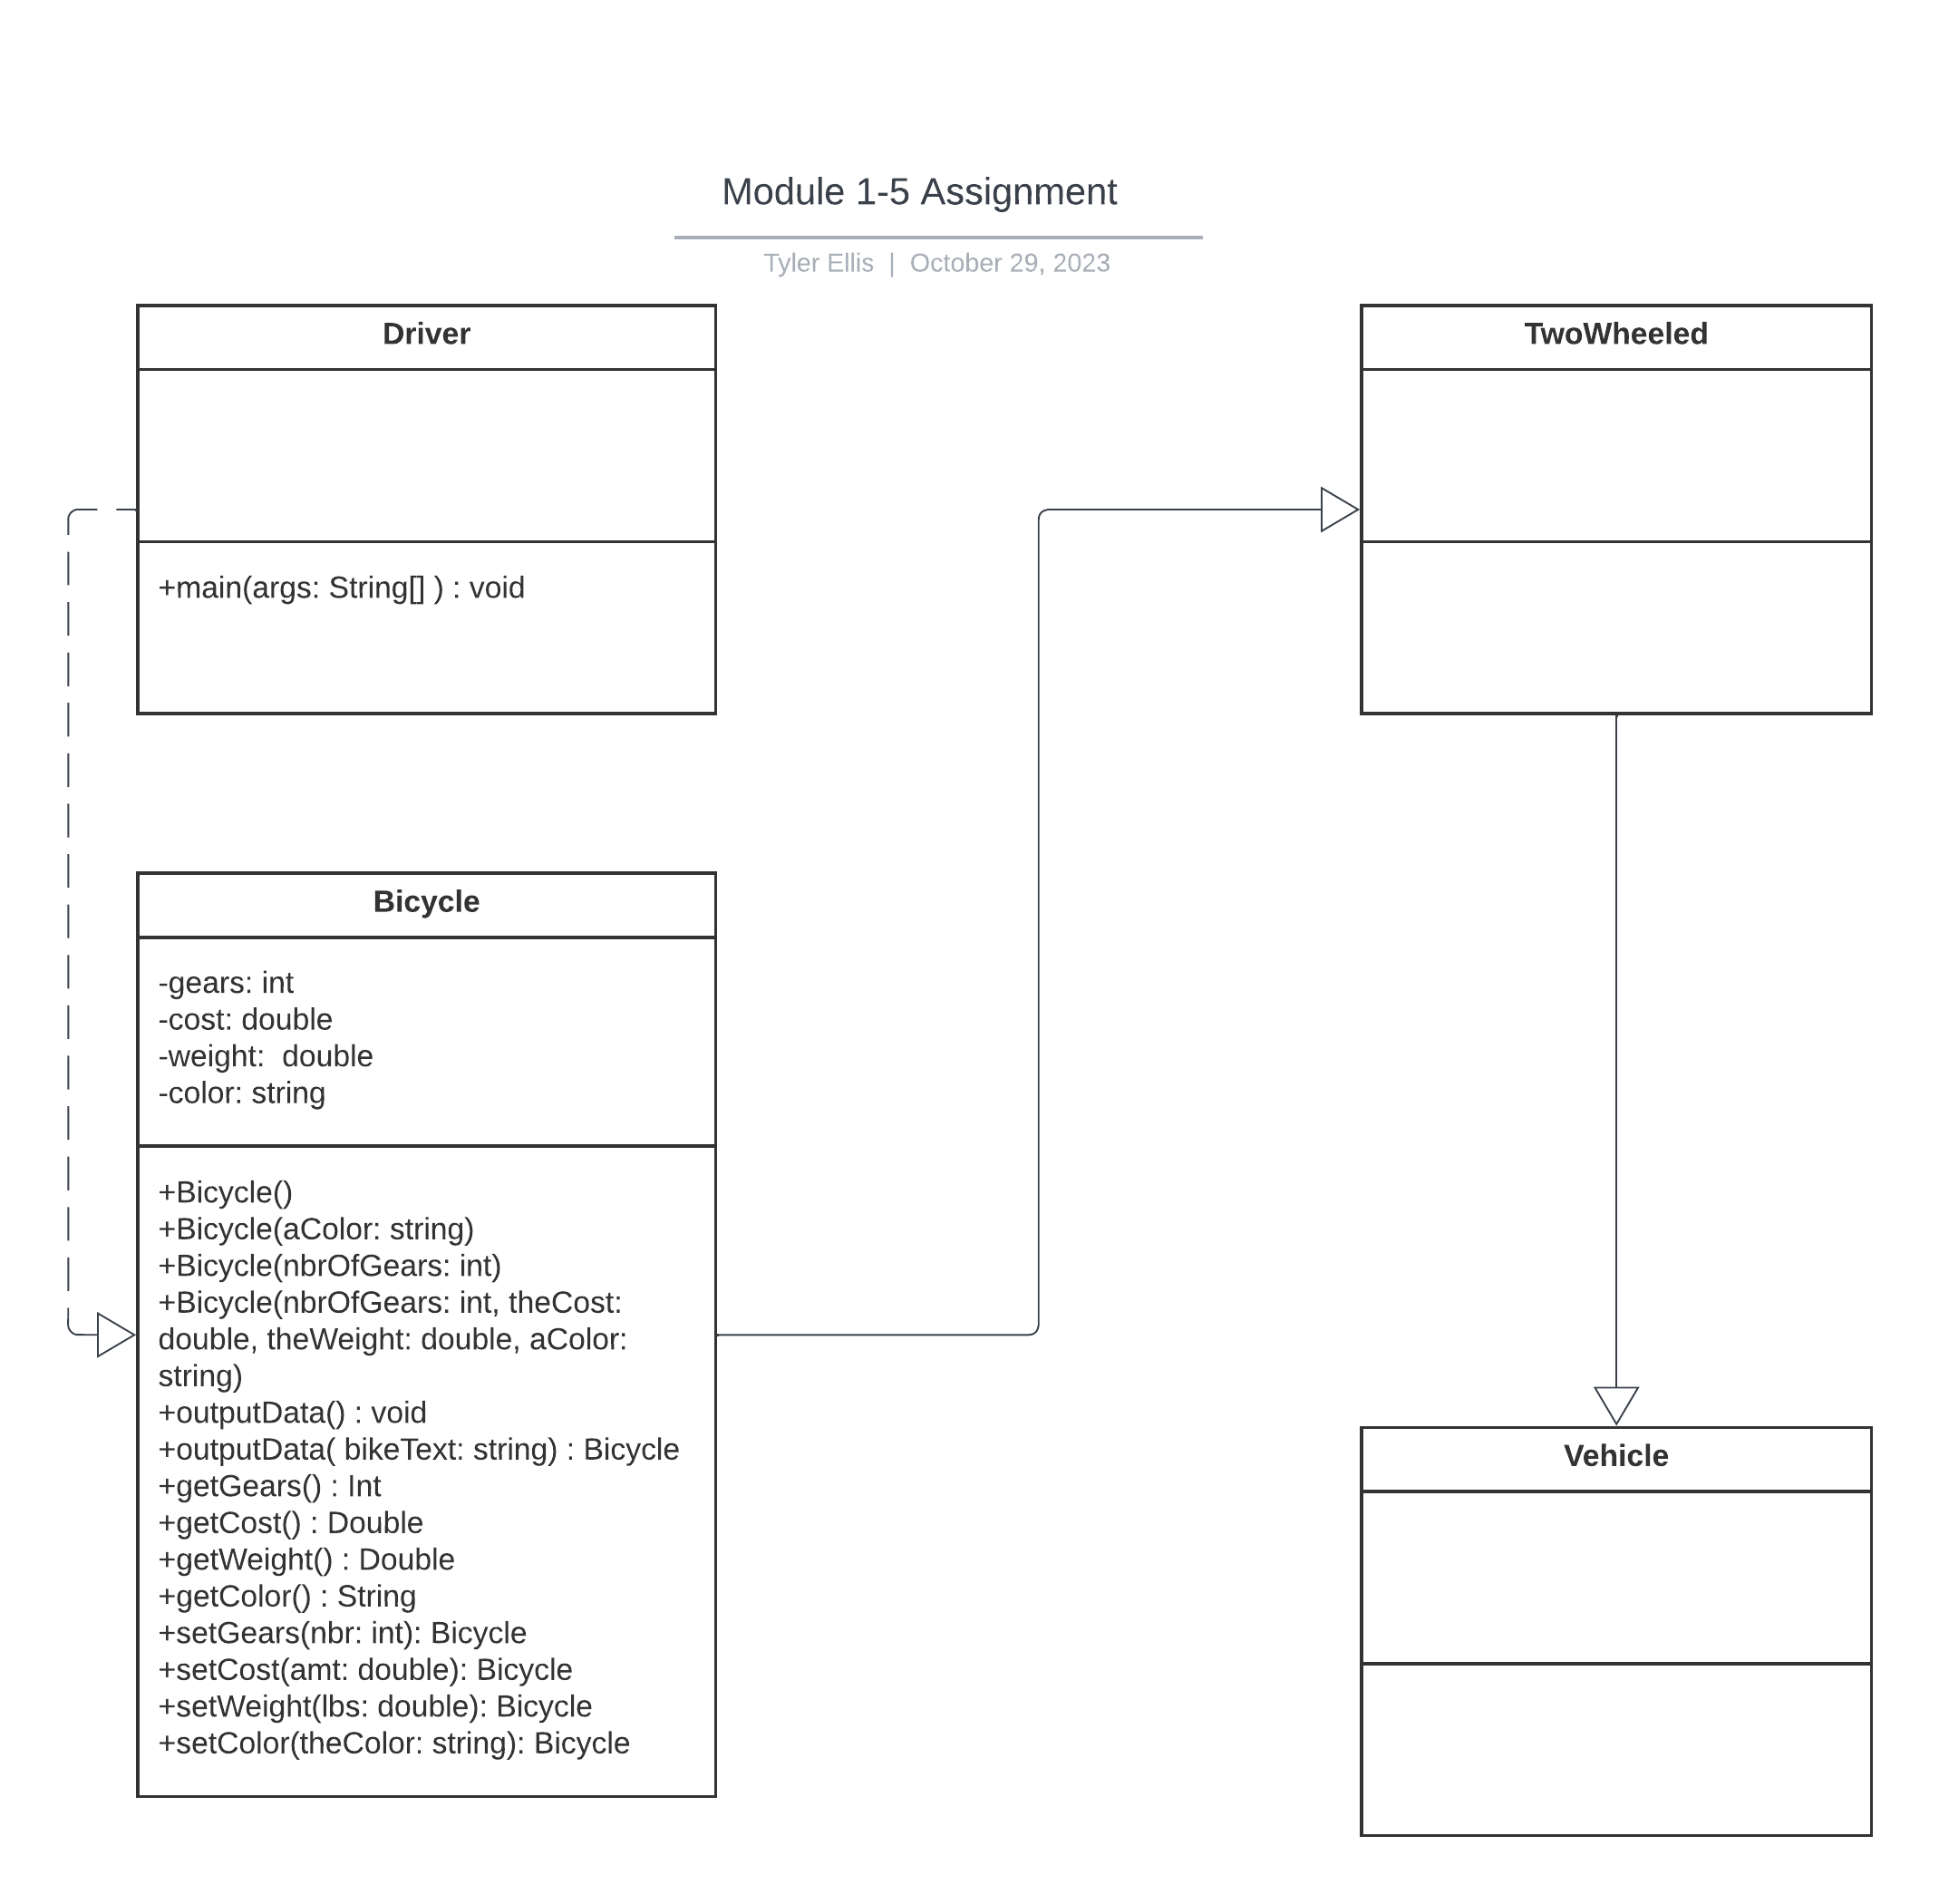 Module 1-5 Assignment
Tyler Ellis | October 29, 2023
Driver
+main(args: String[] ) : void
TwoWheeled
Bicycle
-gears: int
-cost: double
-weight:  double
-color: string
+Bicycle()
+Bicycle(aColor: string)
+Bicycle(nbrOfGears: int)
+Bicycle(nbrOfGears: int, theCost:
double, theWeight: double, aColor:
string)
+outputData() : void
+outputData( bikeText: string) : Bicycle
+getGears() : Int
+getCost() : Double
+getWeight() : Double
+getColor() : String
+setGears(nbr: int): Bicycle
+setCost(amt: double): Bicycle
+setWeight(lbs: double): Bicycle
+setColor(theColor: string): Bicycle
Vehicle